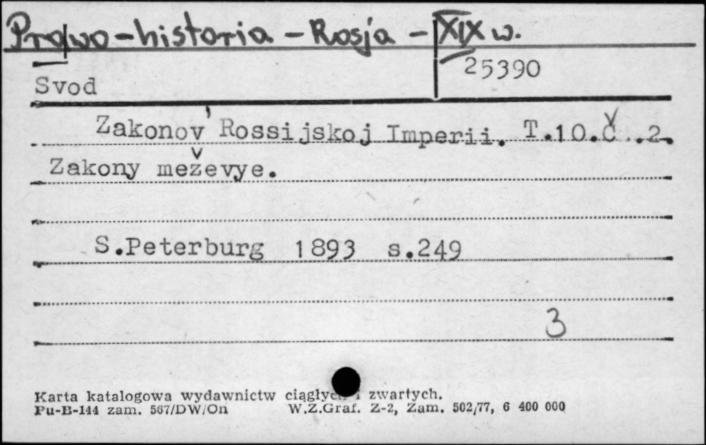 Prawo-historia - Rosja - XIX w.
25390
Svod
Zakonov' Rossijskoj Imperii. T.10.Č.2.
Zakony meževye.
S.Peterburg 1893 s.249
3
Karta katalogowa wydawnictw ciągłych i zwartych.
Pu-B-144 zam. 567/DW/On W.Z.Graf. Z-2, Zam. 502/77, 6 400 000